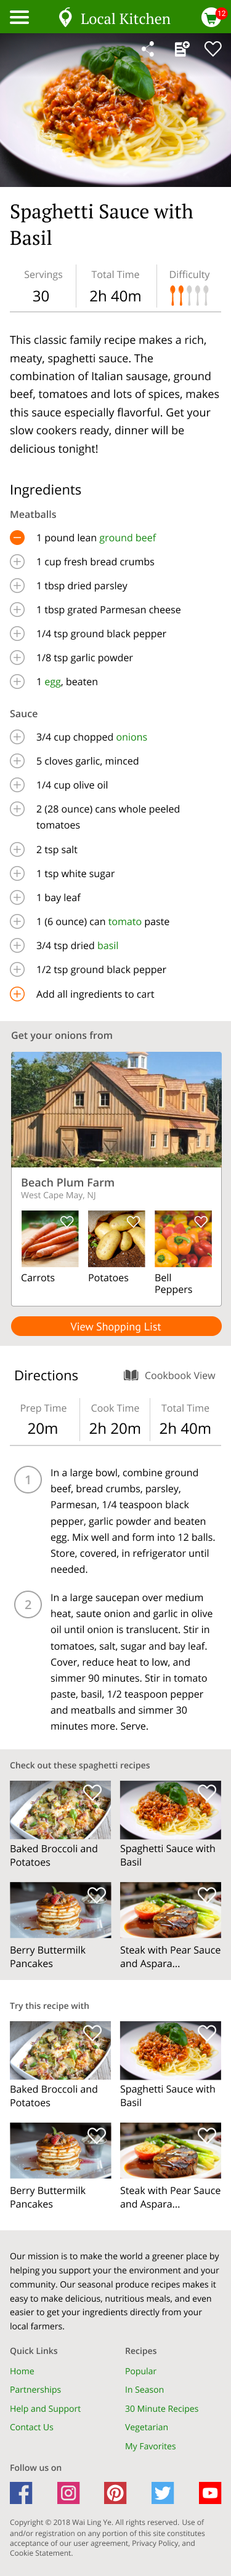 Local Kitchen
12
Spaghetti Sauce with
Basil
Servings
Total Time
Difficulty
30
2h 40m
This classic family recipe makes a rich,
meaty, spaghetti sauce. The
combination of Italian sausage, ground
beef, tomatoes and lots of spices, makes
this sauce especially flavorful. Get your
slow cookers ready, dinner will be
delicious tonight!
Ingredients
Meatballs
1 pound lean ground beef
1 cup fresh bread crumbs
1 tbsp dried parsley
1 tbsp grated Parmesan cheese
1/4 tsp ground black pepper
1/8 tsp garlic powder
1 egg, beaten
Sauce
3/4 cup chopped onions
5 cloves garlic, minced
1/4 cup olive oil
2 (28 ounce) cans whole peeled
tomatoes
2 tsp salt
1 tsp white sugar
1 bay leaf
1 (6 ounce) can tomato paste
3/4 tsp dried basil
1/2 tsp ground black pepper
Add all ingredients to cart
Get your onions from
Beach Plum Farm
West Cape May, NJ
Carrots
Potatoes
Bell
Peppers
View Shopping List
Directions
Cookbook View
Prep Time
Cook Time
Total Time
20m
2h 20m
2h 40m
1
In a large bowl, combine ground
beef, bread crumbs, parsley,
Parmesan, 1/4 teaspoon black
pepper, garlic powder and beaten
egg. Mix well and form into 12 balls.
Store, covered, in refrigerator until
needed.
2
In a large saucepan over medium
heat, saute onion and garlic in olive
oil until onion is translucent. Stir in
tomatoes, salt, sugar and bay leaf.
Cover, reduce heat to low, and
simmer 90 minutes. Stir in tomato
paste, basil, 1/2 teaspoon pepper
and meatballs and simmer 30
minutes more. Serve.
Check out these spaghetti recipes
Baked Broccoli and
Potatoes
Spaghetti Sauce with
Basil
Berry Buttermilk
Pancakes
Steak with Pear Sauce
and Aspara...
Try this recipe with
Baked Broccoli and
Potatoes
Spaghetti Sauce with
Basil
Berry Buttermilk
Pancakes
Steak with Pear Sauce
and Aspara...
Our mission is to make the world a greener place by
helping you support your the environment and your
community. Our seasonal produce recipes makes it
easy to make delicious, nutritious meals, and even
easier to get your ingredients directly from your
local farmers.
Quick Links
Home
Partnerships
Help and Support
Contact Us
Recipes
Popular
In Season
30 Minute Recipes
Vegetarian
My Favorites
Follow us on
Copyright © 2018 Wai Ling Ye. All rights reserved. Use of
and/or registration on any portion of this site constitutes
acceptance of our user agreement, Privacy Policy, and
Cookie Statement.